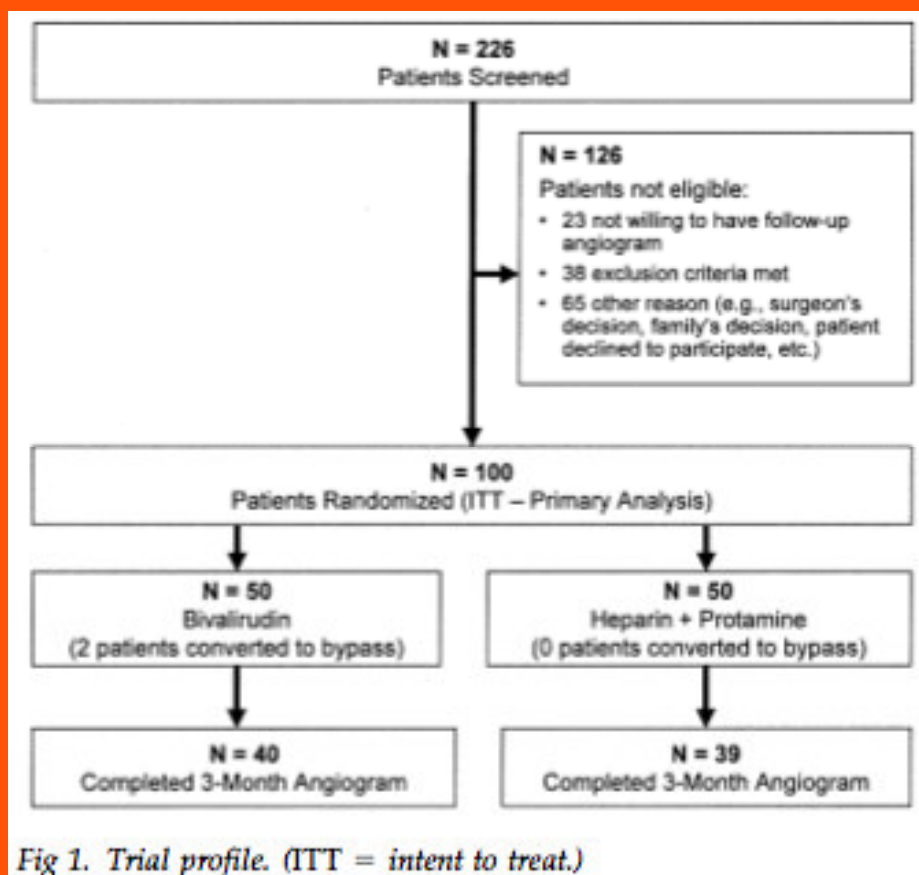 N = 226
Patients Screened
N = 126
Patients not eligible:
• 23 not willing to have follow-up
angiogram
• 38 exclusion criteria met
• 65 other reason (e.g., surgeon's
decision, family's decision, patient
declined to participate, etc.)
N = 100
Patients Randomized (ITT – Primary Analysis)
N = 50
Bivalirudin
(2 patients converted to bypass)
N = 50
Heparin + Protamine
(0 patients converted to bypass)
N = 40
Completed 3-Month Angiogram
N = 39
Completed 3-Month Angiogram
Fig 1. Trial profile. (ITT = intent to treat.)